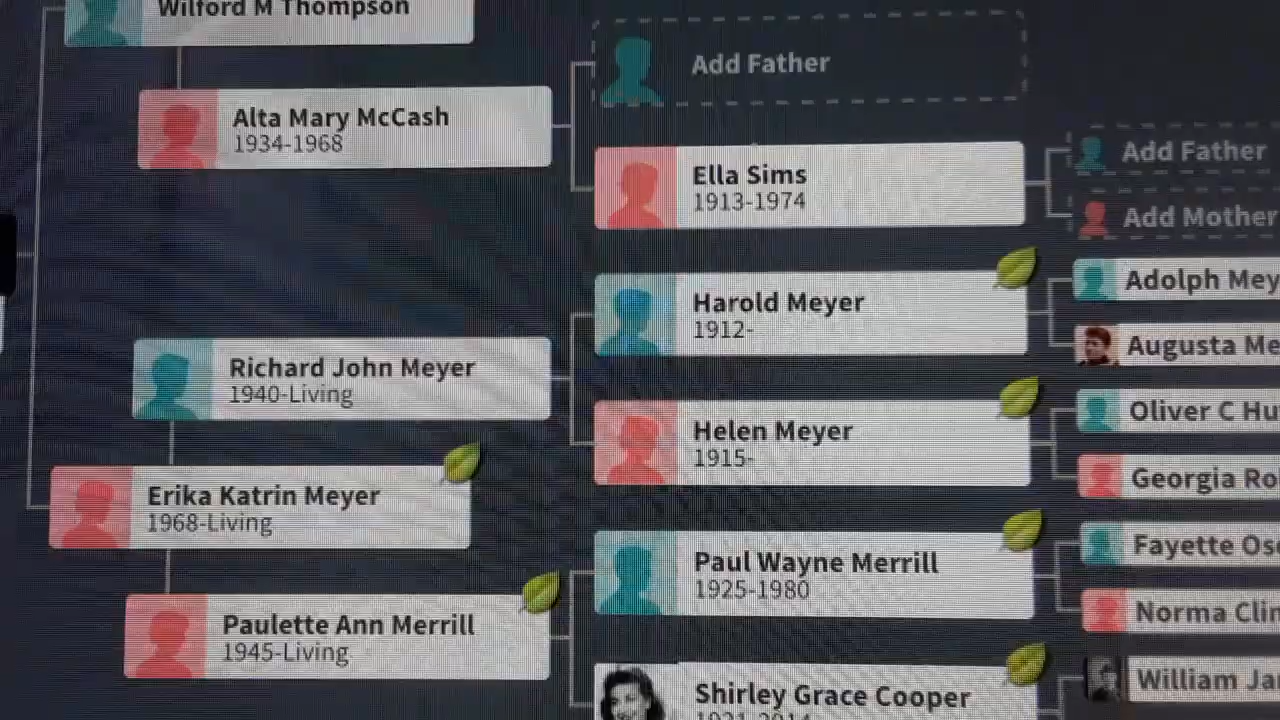 Wilford M Thompson
Alta Mary McCash
1934-1968
Richard John Meyer
1940-Living
Erika Katrin Meyer
1968-Living
Paulette Ann Merrill
1945-Living
Add Father
Ella Sims
1913-1974
Harold Meyer
1912-
Helen Meyer
1915-
Paul Wayne Merrill
1925-1980
Shirley Grace Cooper
Add Father
Add Mother
Adolph Mey
Augusta Me
Oliver C Hu
Georgia Ro
Fayette Os
Norma Clin
William Ja